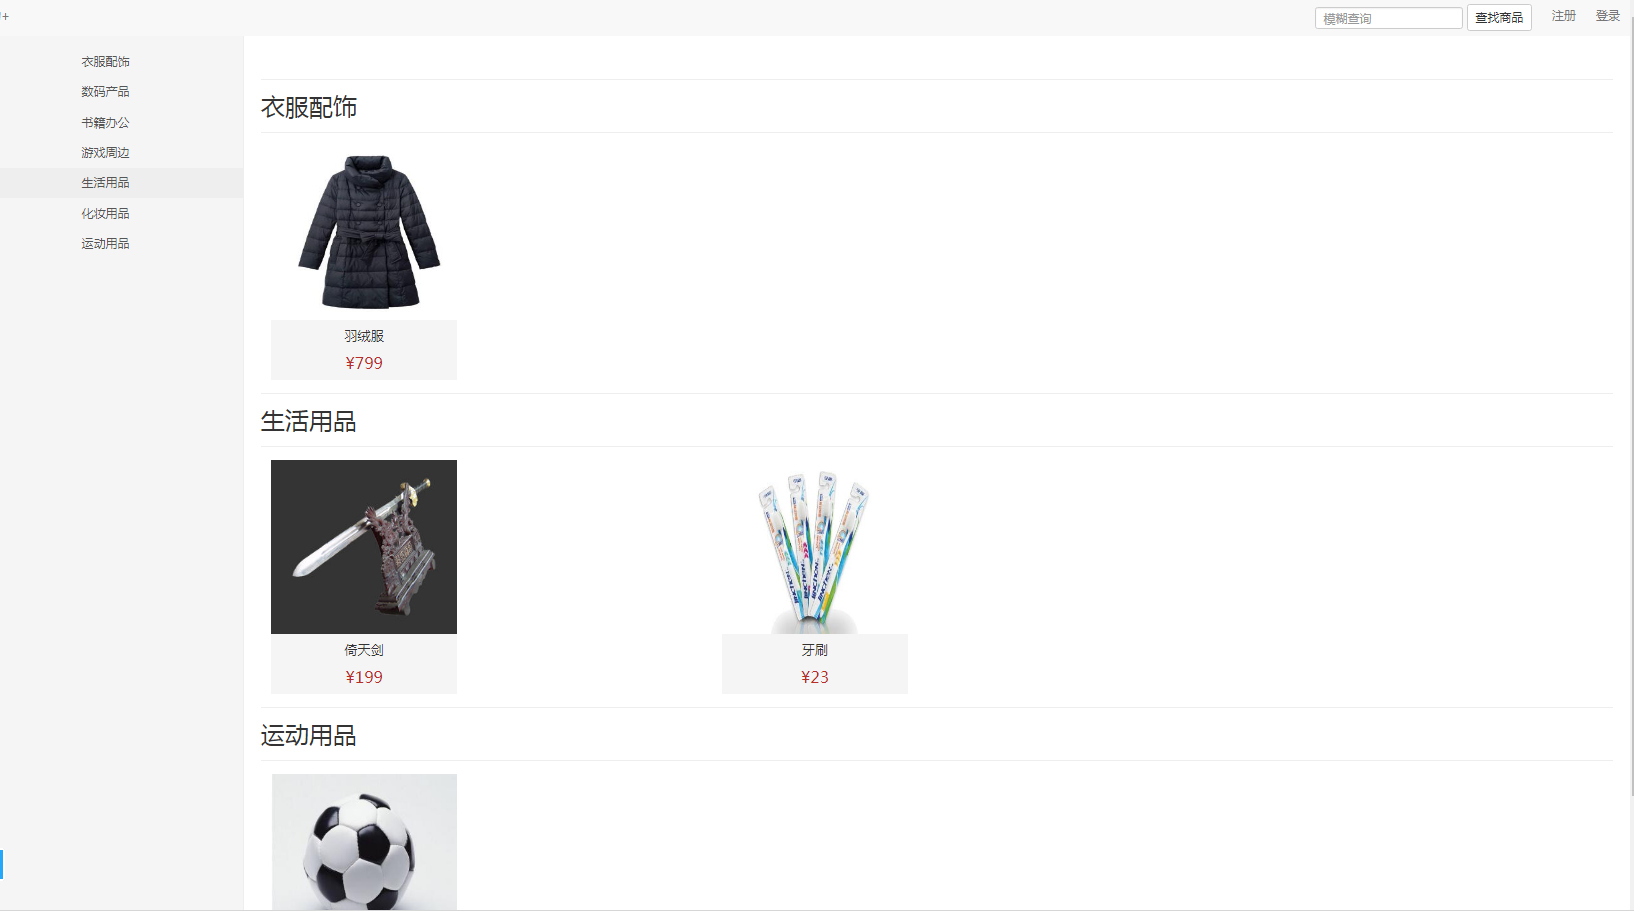 模糊查询
查找商品
注册
登录
衣服配饰
数码产品
书籍办公
游戏周边
生活用品
化妆用品
运动用品
衣服配饰
羽绒服
¥799
生活用品
倚天剑
¥199
牙刷
¥23
运动用品